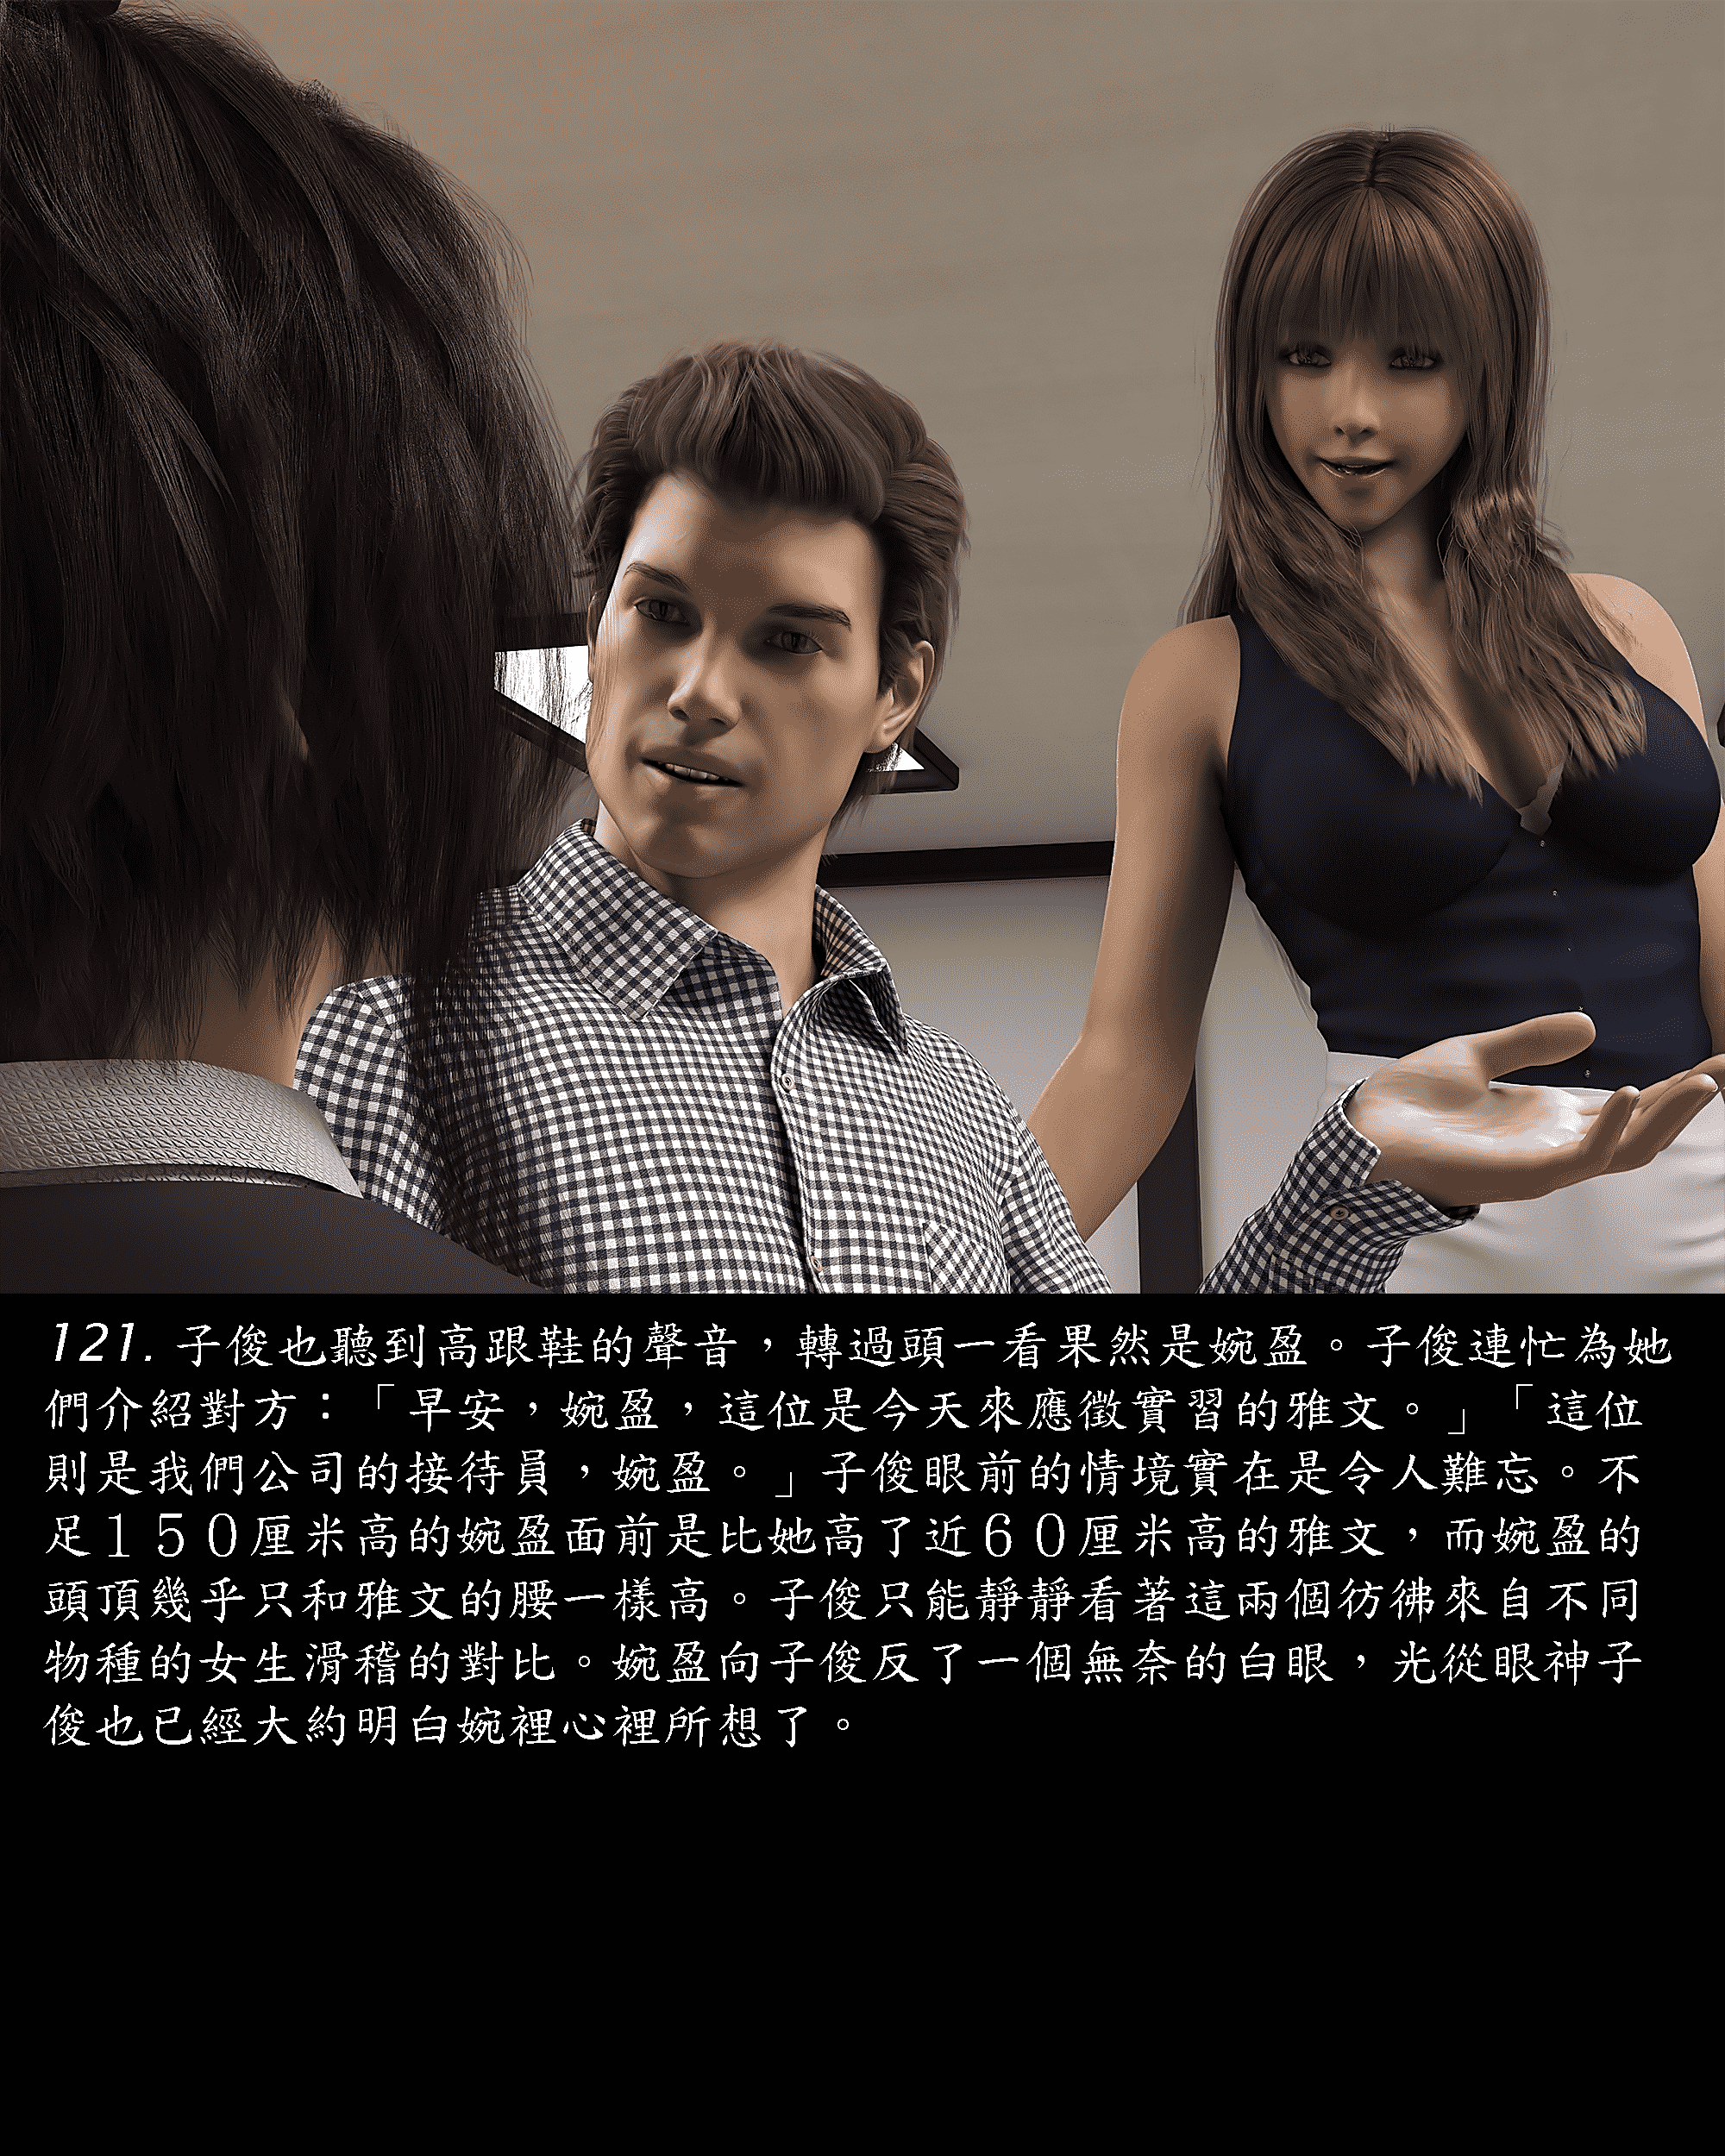 121. 子俊也聽到高跟鞋的聲音，轉過頭一看果然是婉盈。子俊連忙為她
們介紹對方：「早安，婉盈，這位是今天來應徵實習的雅文。」「這位
則是我們公司的接待員，婉盈。」子俊眼前的情境實在是令人難忘。不
足１５０厘米高的婉盈面前是比她高了近６０厘米高的雅文，而婉盈的
頭頂幾乎只和雅文的腰一樣高。子俊只能靜靜看著這兩個彷彿來自不同
物種的女生滑稽的對比。婉盈向子俊反了一個無奈的白眼，光從眼神子
俊也已經大約明白婉裡心裡所想了。